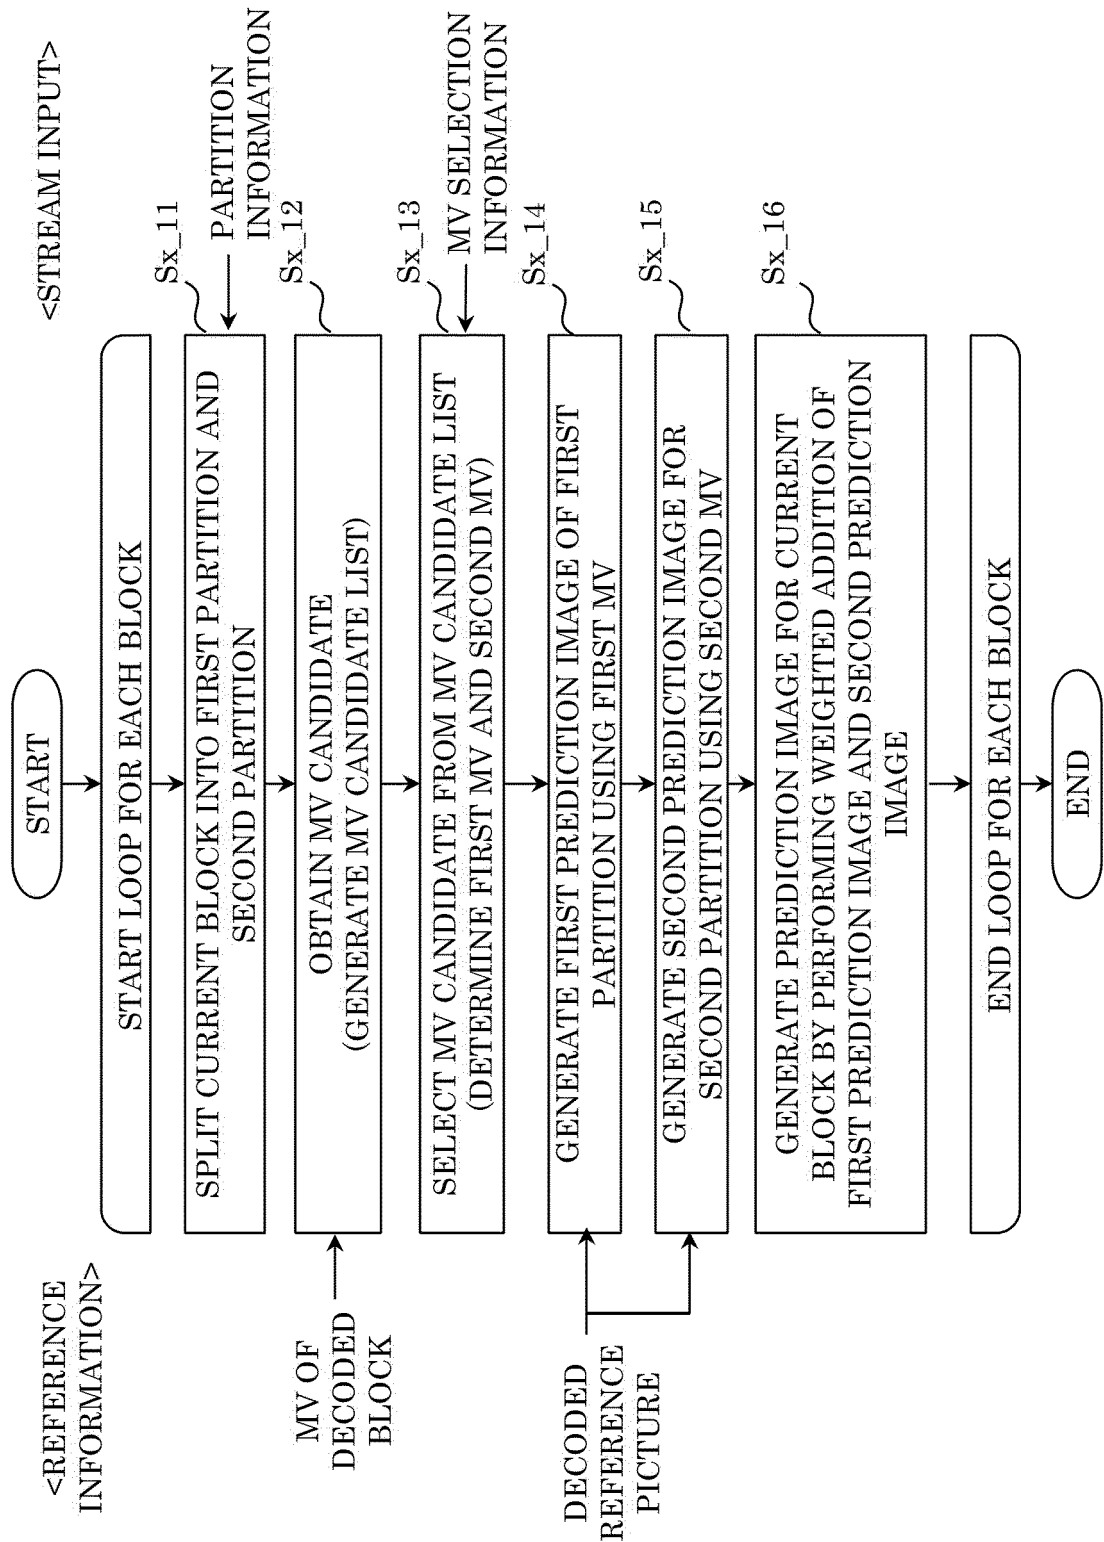 <REFERENCE
INFORMATION>
<STREAM INPUT>
START
START LOOP FOR EACH BLOCK
Sx_11
SPLIT CURRENT BLOCK INTO FIRST PARTITION AND
SECOND PARTITION
PARTITION
INFORMATION
Sx_12
MV OF
DECODED
BLOCK
OBTAIN MV CANDIDATE
(GENERATE MV CANDIDATE LIST)
Sx_13
SELECT MV CANDIDATE FROM MV CANDIDATE LIST
(DETERMINE FIRST MV AND SECOND MV)
MV SELECTION
INFORMATION
Sx_14
DECODED
REFERENCE
PICTURE
GENERATE FIRST PREDICTION IMAGE OF FIRST
PARTITION USING FIRST MV
Sx_15
GENERATE SECOND PREDICTION IMAGE FOR
SECOND PARTITION USING SECOND MV
Sx_16
GENERATE PREDICTION IMAGE FOR CURRENT
BLOCK BY PERFORMING WEIGHTED ADDITION OF
FIRST PREDICTION IMAGE AND SECOND PREDICTION
IMAGE
END LOOP FOR EACH BLOCK
END